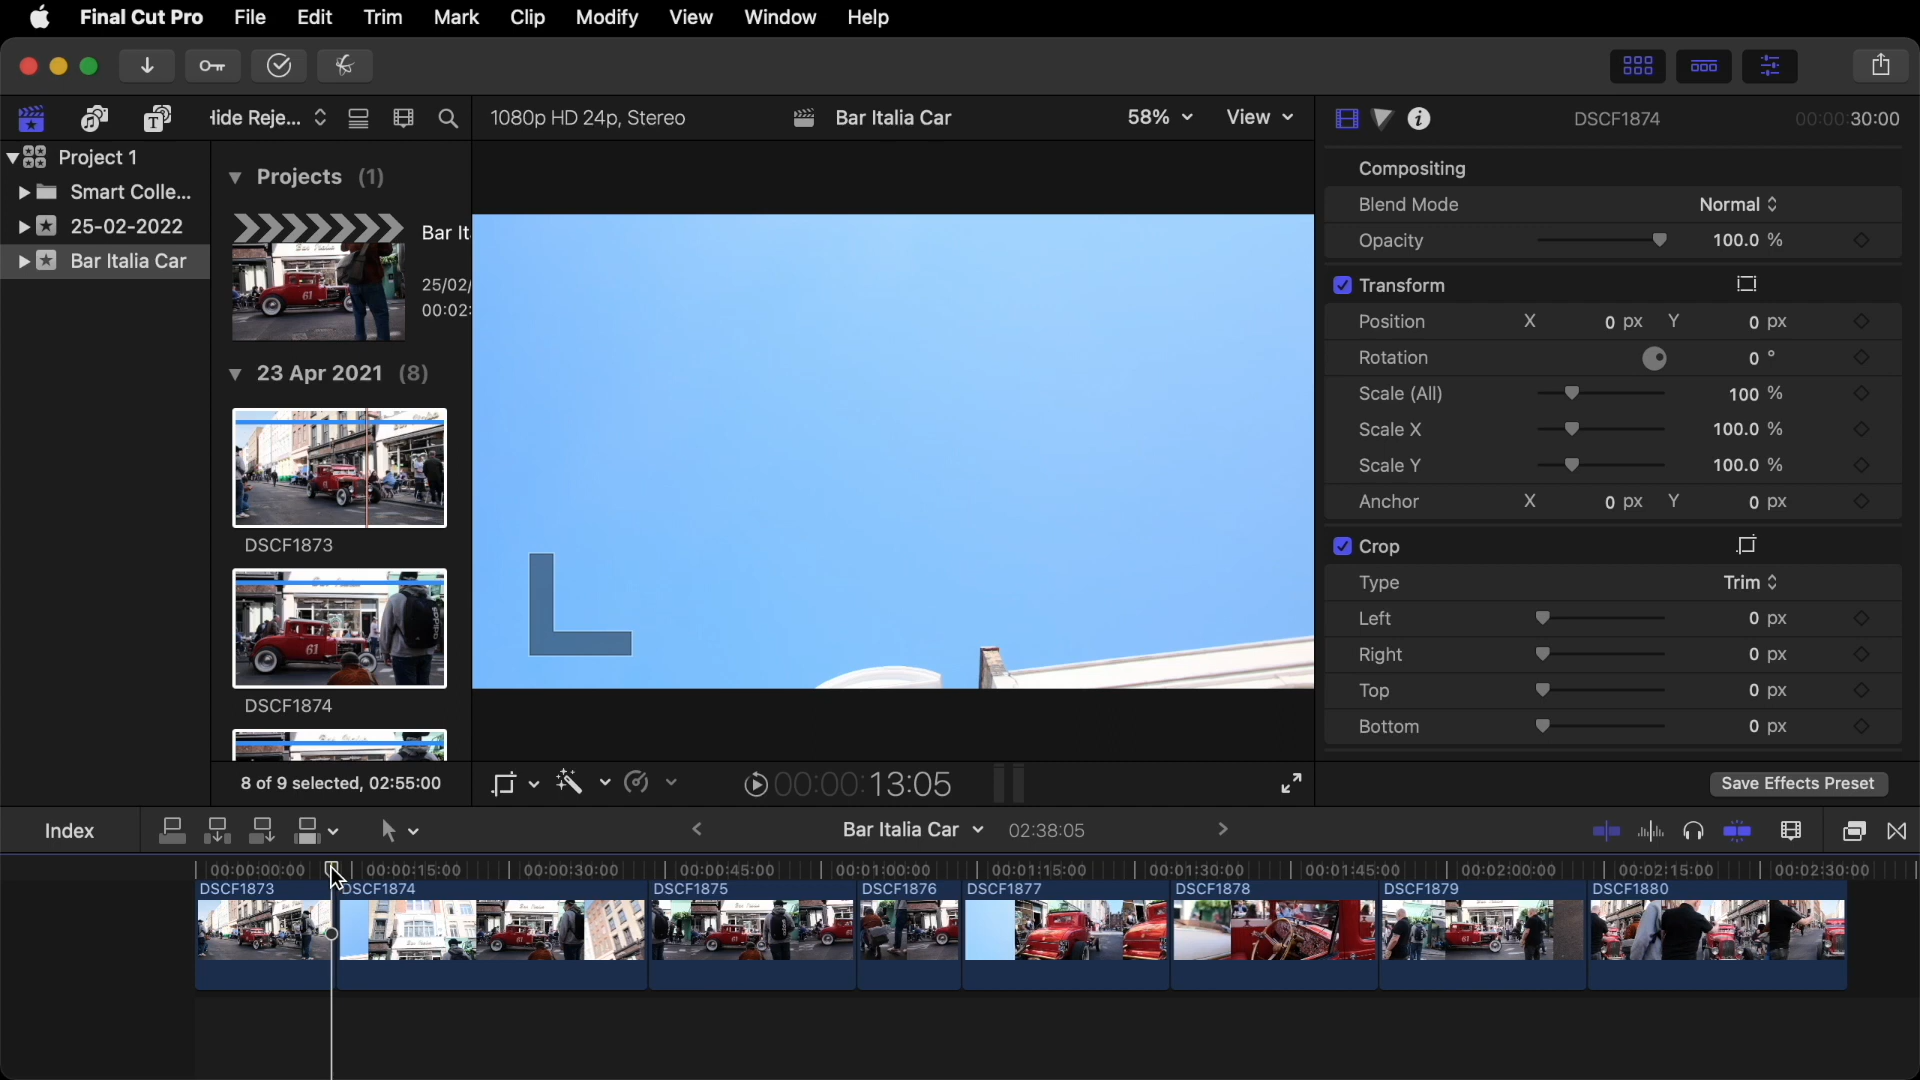 Final Cut Pro File Edit Trim Mark Clip Modify View Window Help
Hide Reje...
1080p HD 24p, Stereo
Bar Italia Car
58%
View
DSCF1874
00:00:30:00
Project 1
Smart Colle...
25-02-2022
Bar Italia Car
Projects (1)
Bar It
25/02/
00:02:
23 Apr 2021 (8)
DSCF1873
DSCF1874
8 of 9 selected, 02:55:00
Compositing
Blend Mode Normal
Opacity 100.0 %
Transform
Position X 0 px Y 0 px
Rotation 0 °
Scale (All) 100 %
Scale X 100.0 %
Scale Y 100.0 %
Anchor X 0 px Y 0 px
Crop
Type Trim
Left 0 px
Right 0 px
Top 0 px
Bottom 0 px
Save Effects Preset
00:00:13:05
Index
Bar Italia Car
02:38:05
00:00:00:00 00:00:15:00 00:00:30:00 00:00:45:00 00:01:00:00 00:01:15:00 00:01:30:00 00:01:45:00 00:02:00:00 00:02:15:00 00:02:30:00
DSCF1873 DSCF1874 DSCF1875 DSCF1876 DSCF1877 DSCF1878 DSCF1879 DSCF1880